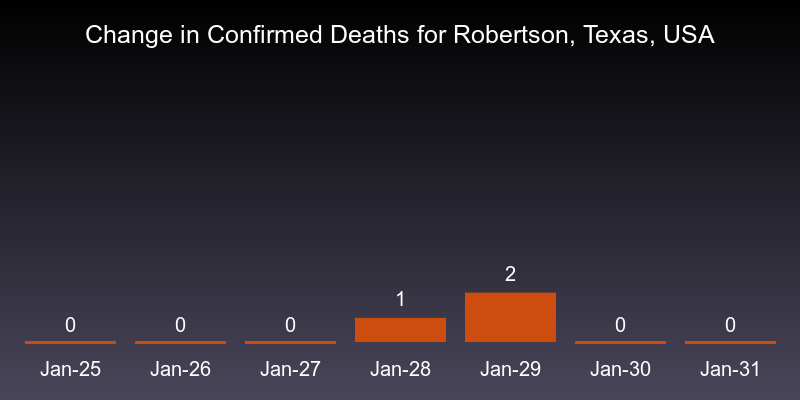 Change in Confirmed Deaths for Robertson, Texas, USA
0 0 0 1 2 0 0
Jan-25 Jan-26 Jan-27 Jan-28 Jan-29 Jan-30 Jan-31